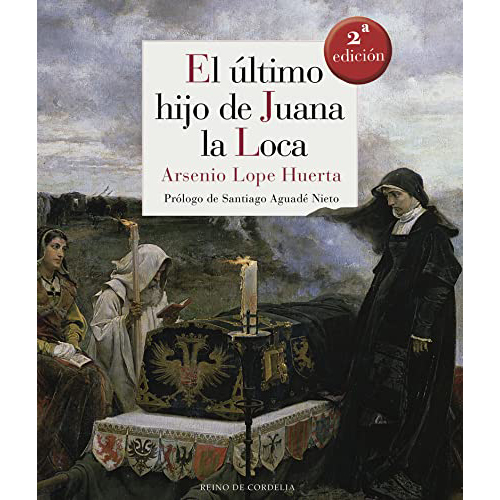 2ª
edición
El último
hijo de Juana
la Loca
Arsenio Lope Huerta
Prólogo de Santiago Aguadé Nieto
REINO DE CORDELIA